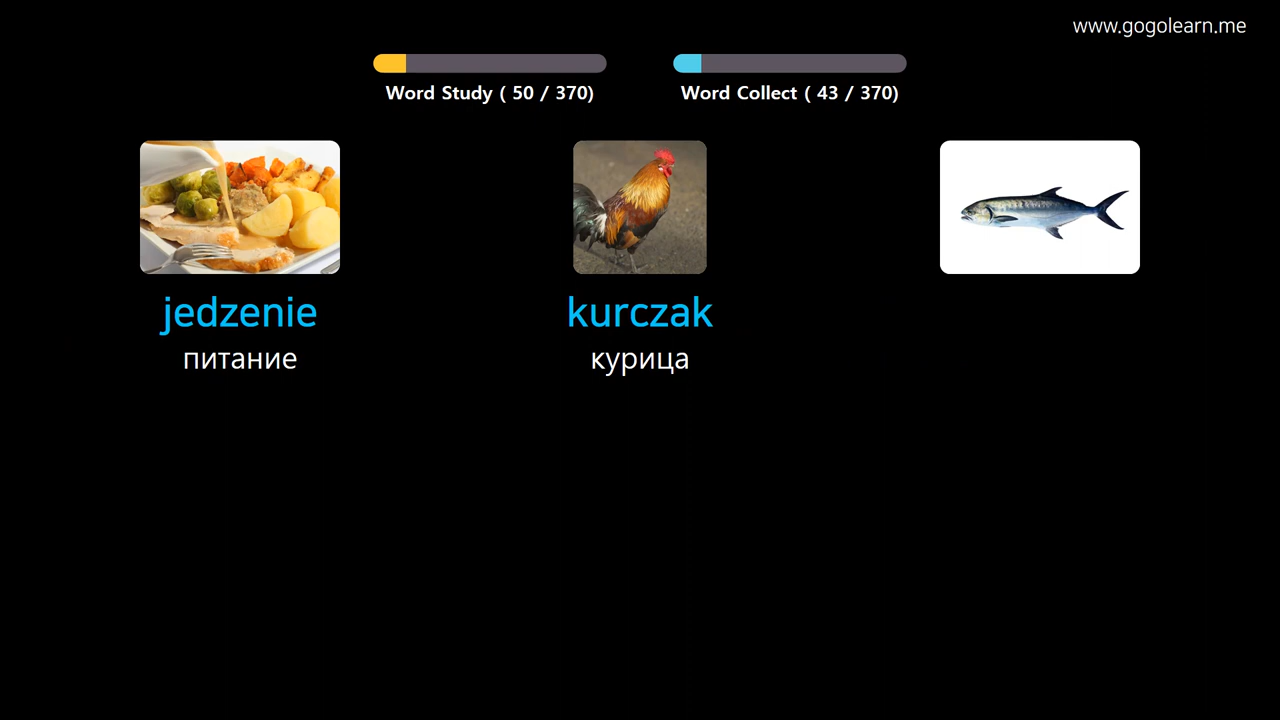 www.gogolearn.me
Word Study ( 50 / 370)
Word Collect ( 43 / 370)
jedzenie
kurczak
питание
курица